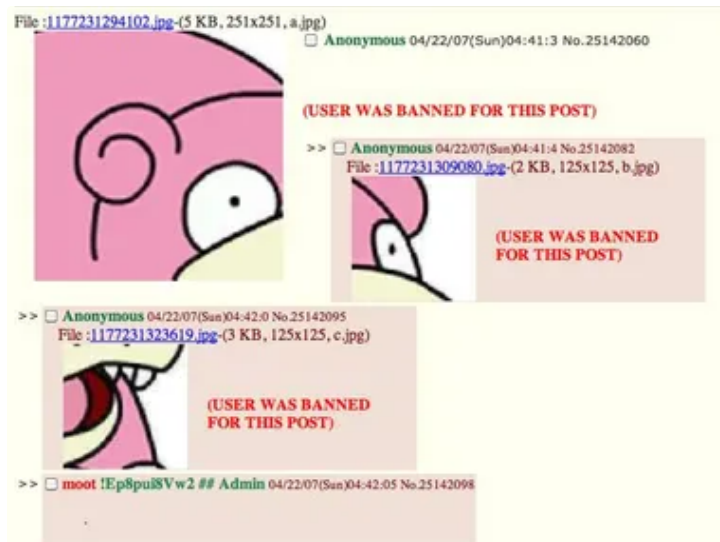 File :1177231294102.jpg-(5 KB, 251x251, a.jpg)
Anonymous 04/22/07(Sun)04:41:3 No.25142060
(USER WAS BANNED FOR THIS POST)
>> Anonymous 04/22/07(Sun)04:41:4 No.25142082
File :1177231309080.jpg-(2 KB, 125x125, b.jpg)
(USER WAS BANNED
FOR THIS POST)
>> Anonymous 04/22/07(Sun)04:42:0 No.25142095
File :1177231323619.jpg-(3 KB, 125x125, c.jpg)
(USER WAS BANNED
FOR THIS POST)
>> moot !Ep8pui8Vw2 ## Admin 04/22/07(Sun)04:42:05 No.25142098
.